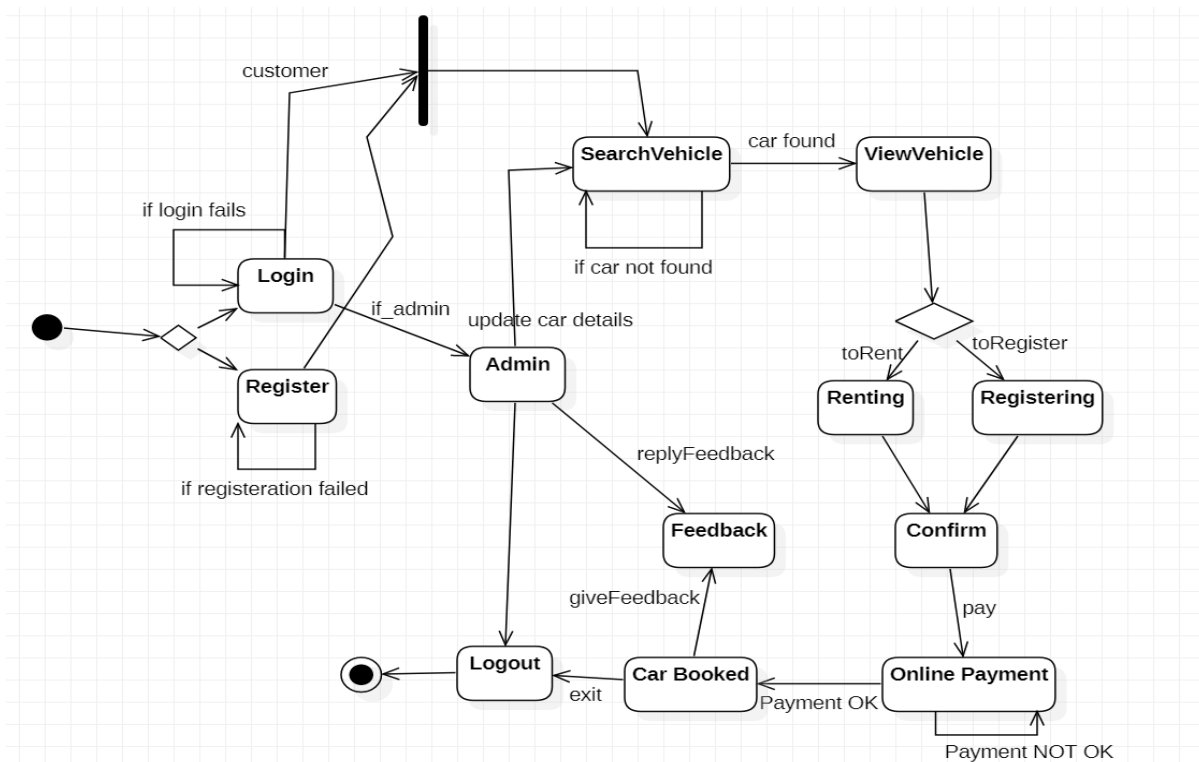 customer
SearchVehicle
car found
ViewVehicle
if login fails
Login
if car not found
if_admin
update car details
toRent
toRegister
Admin
Register
Renting
Registering
replyFeedback
if registeration failed
Feedback
Confirm
giveFeedback
pay
Logout
Car Booked
Online Payment
exit
Payment OK
Payment NOT OK